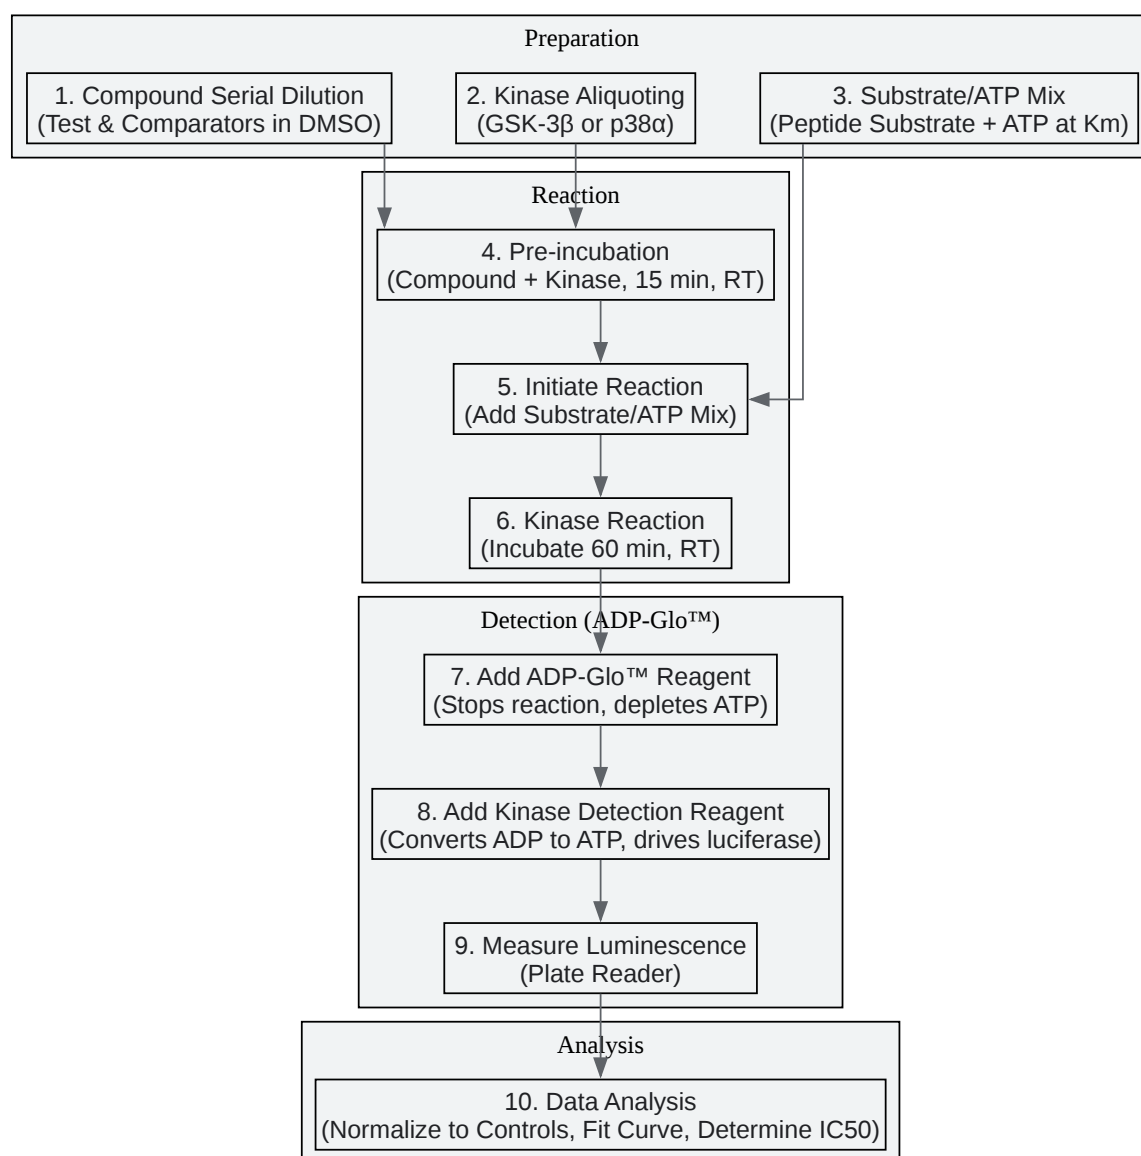 Preparation
1. Compound Serial Dilution
(Test & Comparators in DMSO)
2. Kinase Aliquoting
(GSK-3β or p38α)
3. Substrate/ATP Mix
(Peptide Substrate + ATP at Km)
Reaction
4. Pre-incubation
(Compound + Kinase, 15 min, RT)
5. Initiate Reaction
(Add Substrate/ATP Mix)
6. Kinase Reaction
(Incubate 60 min, RT)
Detection (ADP-Glo™)
7. Add ADP-Glo™ Reagent
(Stops reaction, depletes ATP)
8. Add Kinase Detection Reagent
(Converts ADP to ATP, drives luciferase)
9. Measure Luminescence
(Plate Reader)
Analysis
10. Data Analysis
(Normalize to Controls, Fit Curve, Determine IC50)